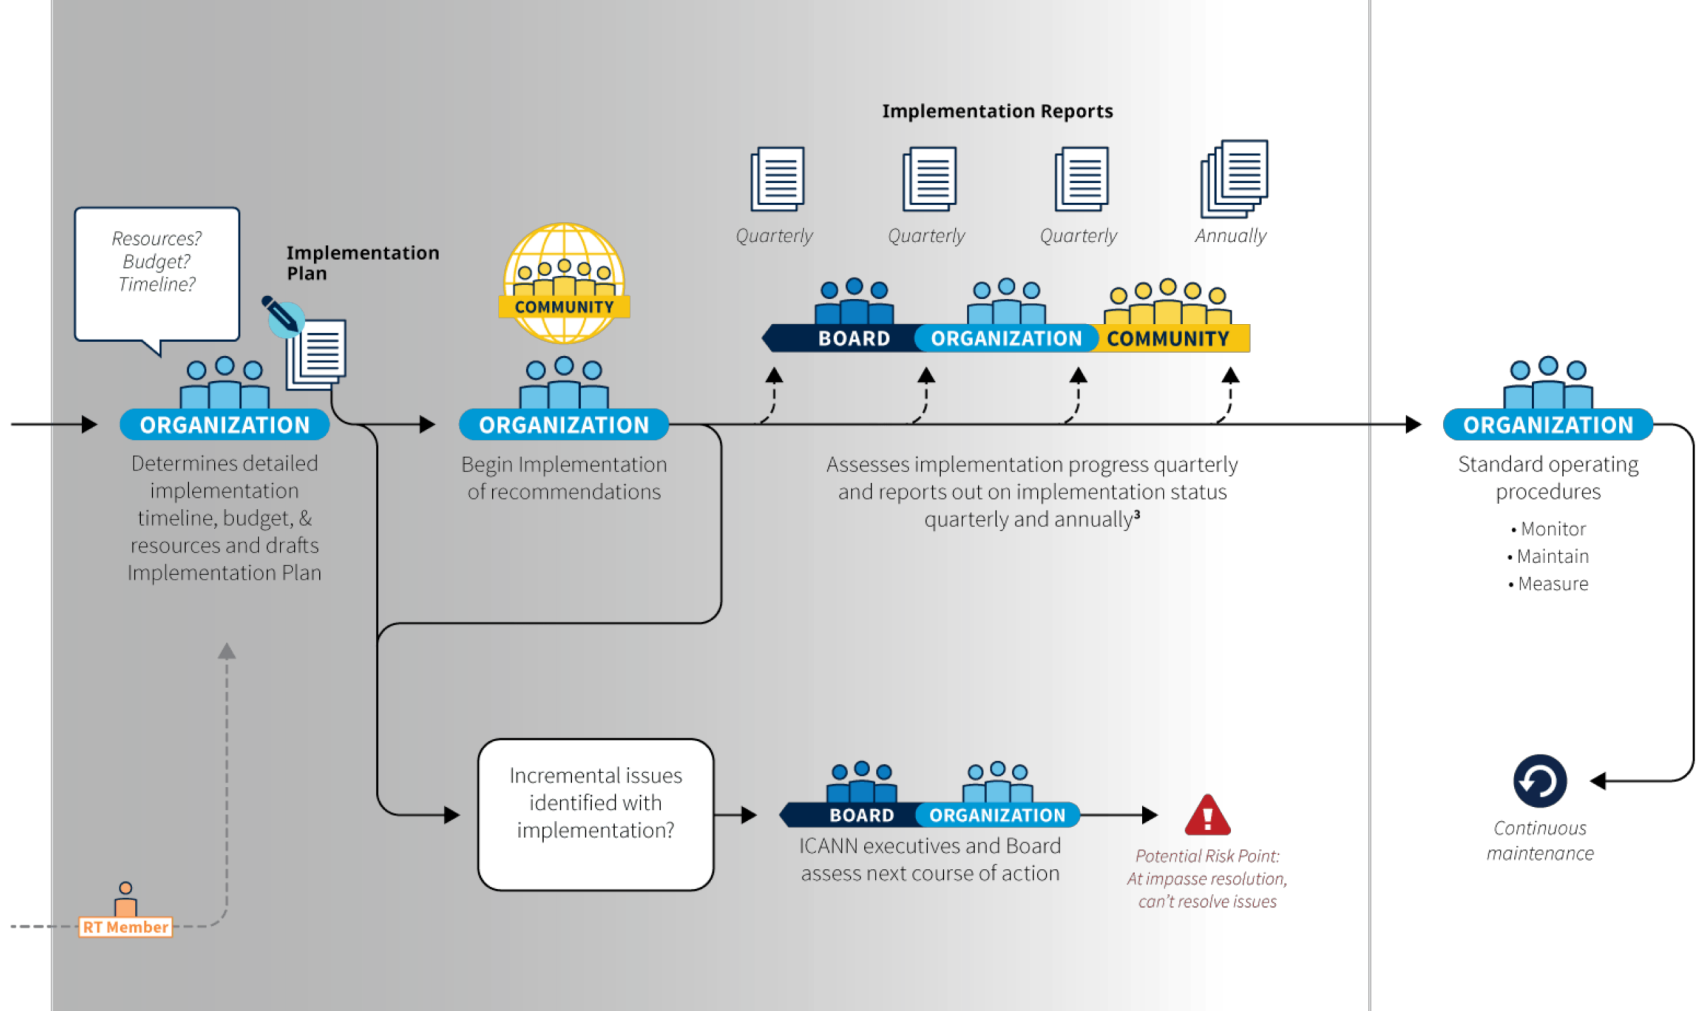 Implementation Reports
Quarterly
Quarterly
Quarterly
Annually
Resources?
Budget?
Timeline?
Implementation
Plan
COMMUNITY
BOARD
ORGANIZATION
COMMUNITY
ORGANIZATION
Determines detailed
implementation
timeline, budget, &
resources and drafts
Implementation Plan
ORGANIZATION
Begin Implementation
of recommendations
Assesses implementation progress quarterly
and reports out on implementation status
quarterly and annually³
ORGANIZATION
Standard operating
procedures
• Monitor
• Maintain
• Measure
Incremental issues
identified with
implementation?
BOARD
ORGANIZATION
ICANN executives and Board
assess next course of action
Potential Risk Point:
At impasse resolution,
can't resolve issues
Continuous
maintenance
RT Member